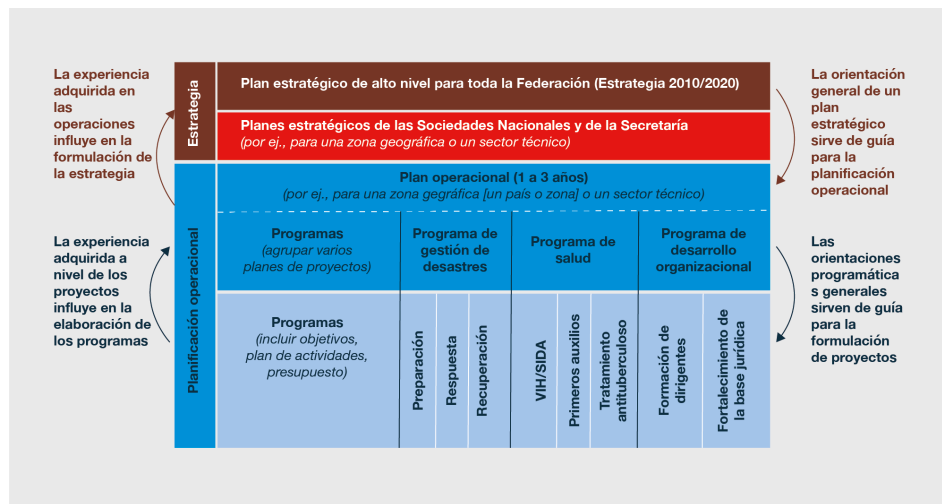 La experiencia
adquirida en
las
operaciones
influye en la
formulación de
la estrategia
La experiencia
adquirida a
nivel de los
proyectos
influye en la
elaboración de
los programas
Estrategia
Plan estratégico de alto nivel para toda la Federación (Estrategia 2010/2020)
Planes estratégicos de las Sociedades Nacionales y de la Secretaría
(por ej., para una zona geográfica o un sector técnico)
Planificación operacional
Plan operacional (1 a 3 años)
(por ej., para una zona gegráfica [un país o zona] o un sector técnico)
Programas
(agrupar varios
planes de proyectos)
Programa de
gestión de
desastres
Programa de
salud
Programa de
desarrollo
organizacional
Programas
(incluir objetivos,
plan de actividades,
presupuesto)
Preparación
Respuesta
Recuperación
VIH/SIDA
Primeros auxilios
Tratamiento
antituberculoso
Formación de
dirigentes
Fortalecimiento de
la base jurídica
La orientación
general de un
plan
estratégico
sirve de guía
para la
planificación
operacional
Las
orientaciones
programática
s generales
sirven de guía
para la
formulación
de proyectos